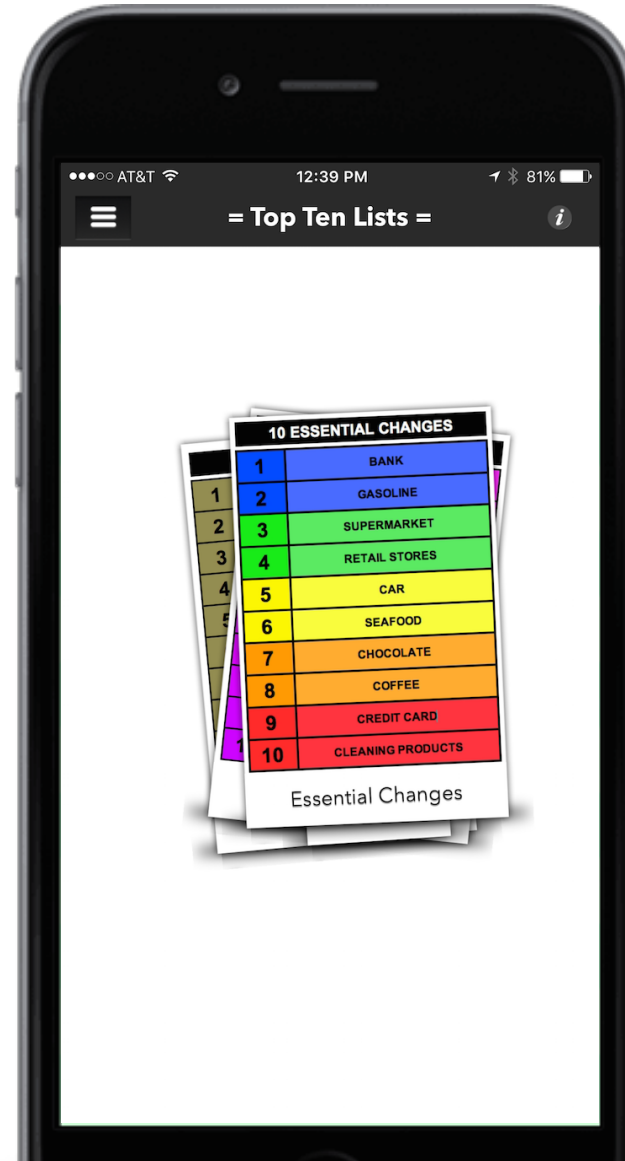 AT&T 12:39 PM 81%
= Top Ten Lists = i
10 ESSENTIAL CHANGES
1 BANK
2 GASOLINE
3 SUPERMARKET
4 RETAIL STORES
5 CAR
6 SEAFOOD
7 CHOCOLATE
8 COFFEE
9 CREDIT CARD
10 CLEANING PRODUCTS
Essential Changes
1
2
3
4